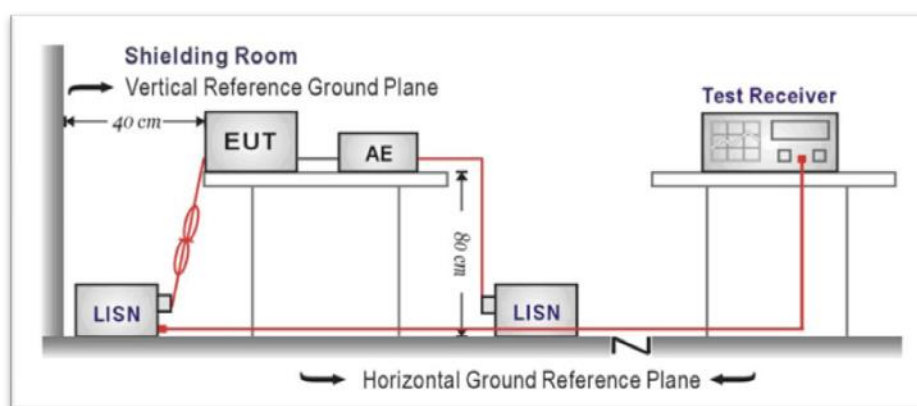 Shielding Room
Vertical Reference Ground Plane
Test Receiver
40 cm
EUT
AE
80 cm
LISN
LISN
Horizontal Ground Reference Plane